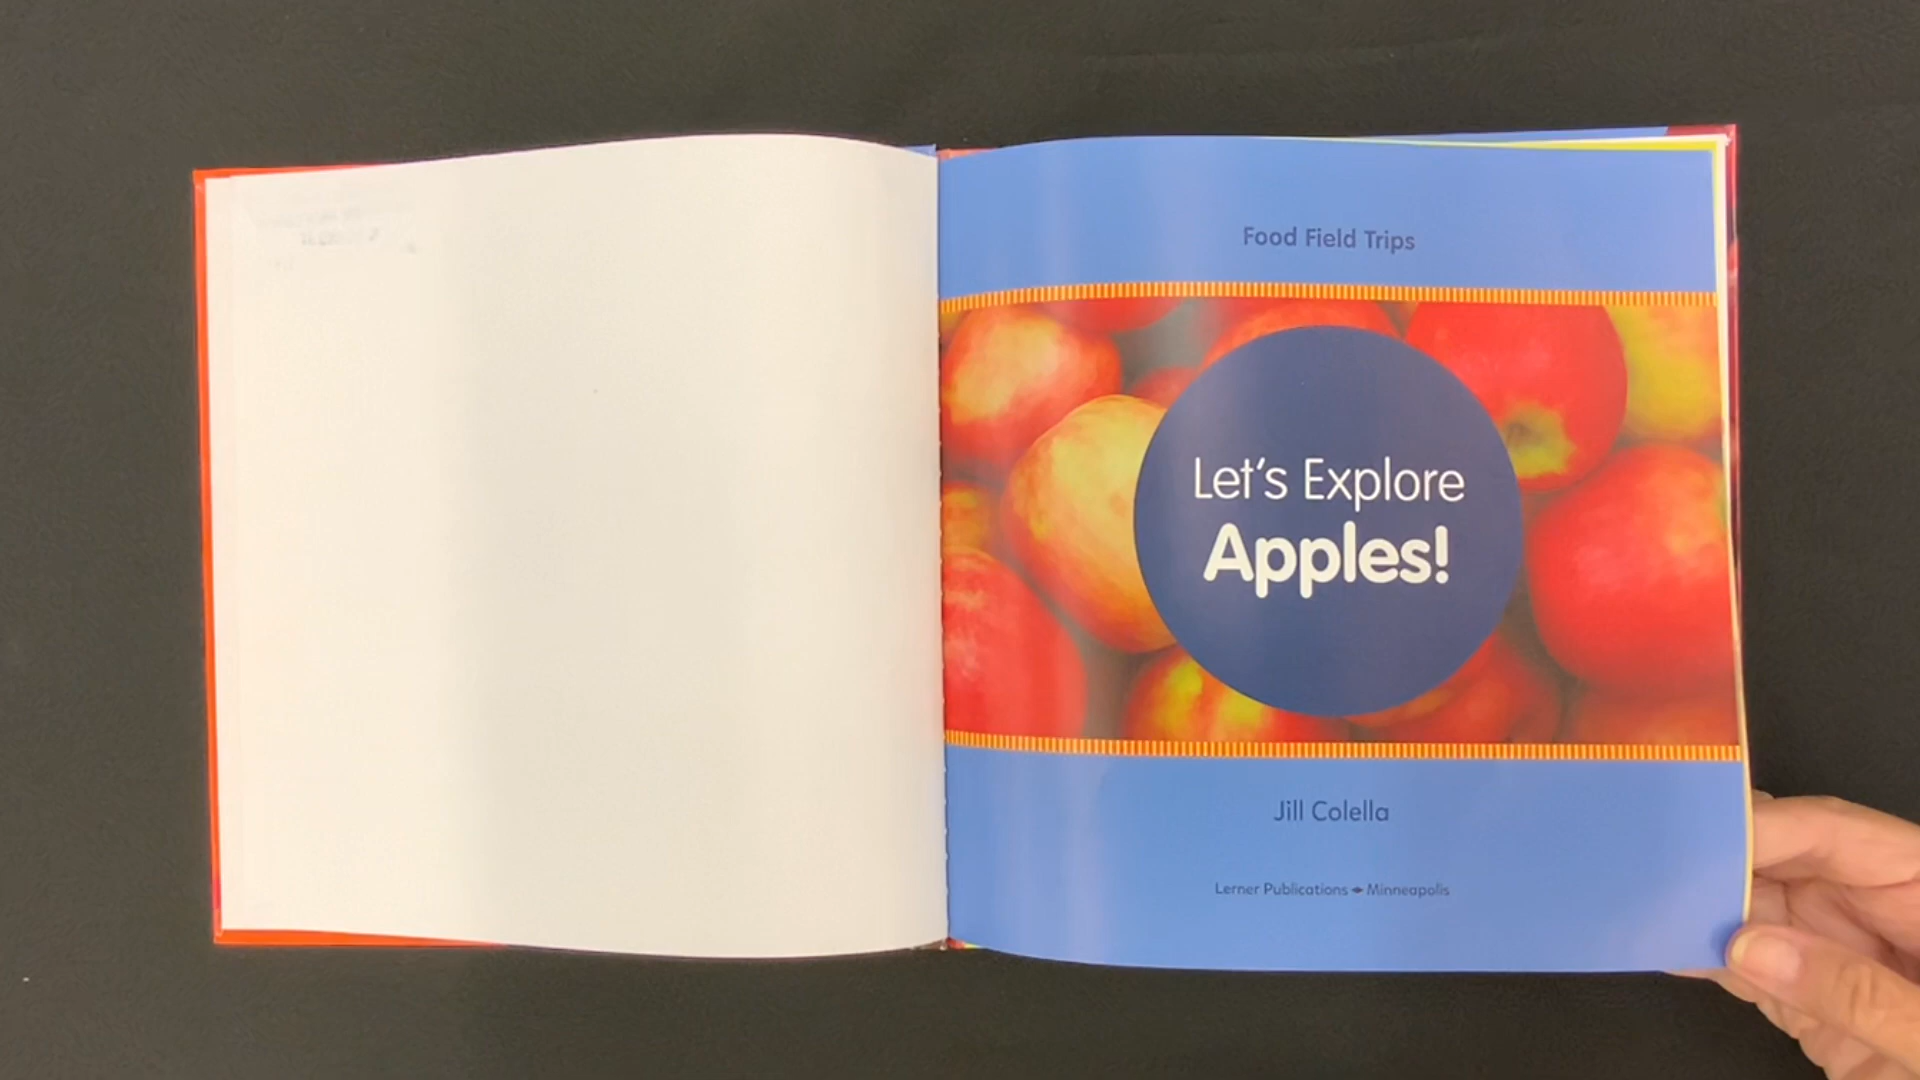 Food Field Trips
Let's Explore
Apples!
Jill Colella
Lerner Publications ◆ Minneapolis